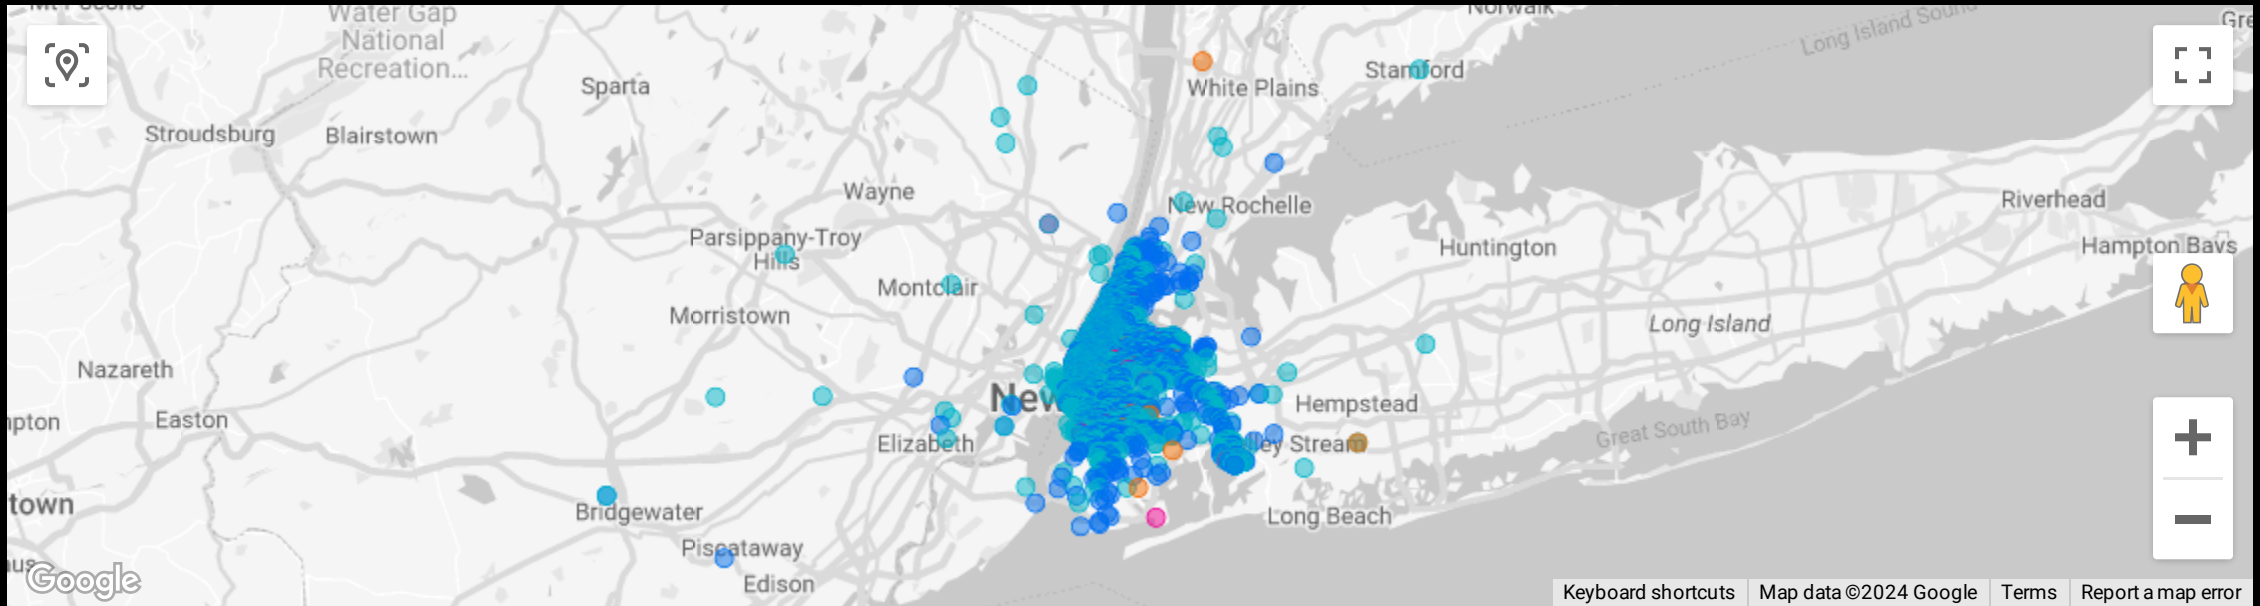 Water Gap
National
Recreation...
Norwalk
Long Island Sound
Sparta
White Plains
Stamford
Stroudsburg
Blairstown
Wayne
New Rochelle
Riverhead
Parsippany-Troy
Hills
Huntington
Hampton Bays
Montclair
Morristown
Long Island
Nazareth
New
Hempstead
Easton
Elizabeth
Great South Bay
Bridgewater
Long Beach
town
Piscataway
Edison
Google
Keyboard shortcuts
Map data ©2024 Google
Terms
Report a map error